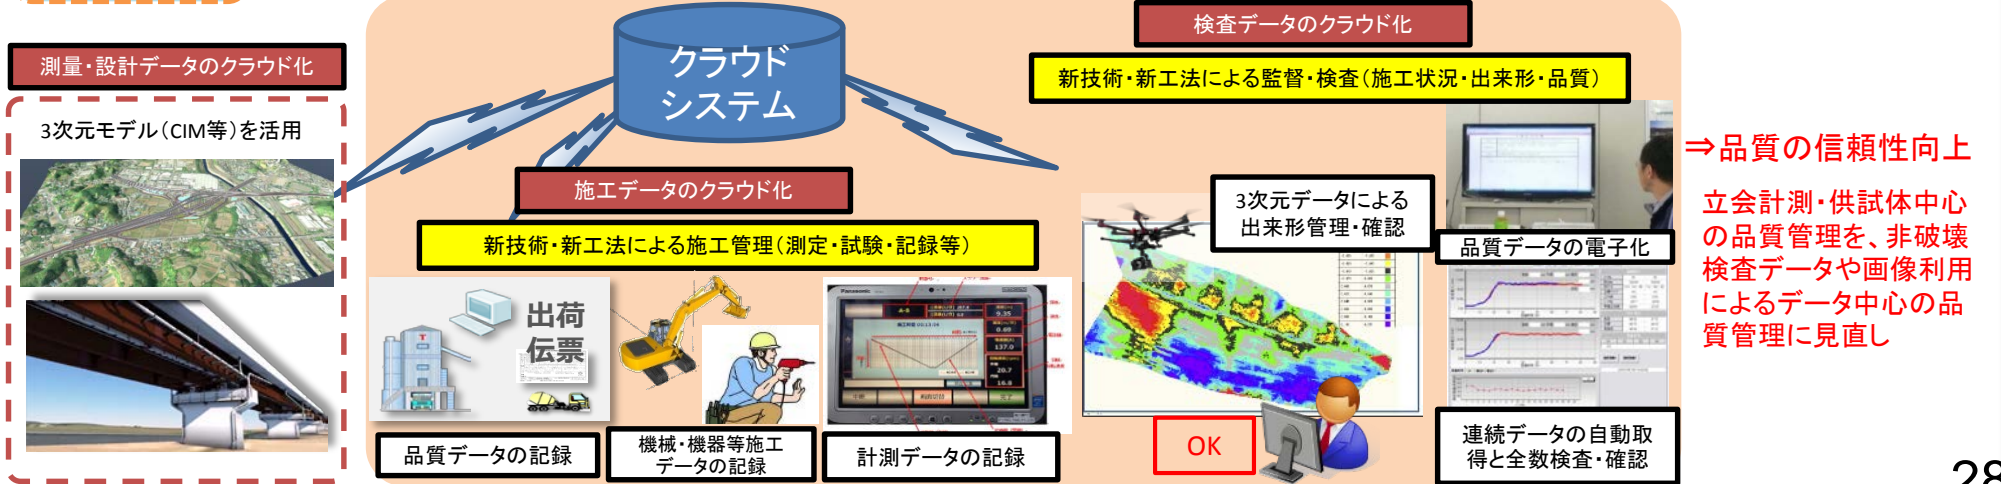 測量・設計データのクラウド化
3次元モデル（CIM等）を活用
クラウド
システム
施工データのクラウド化
新技術・新工法による施工管理（測定・試験・記録等）
出荷
伝票
品質データの記録
機械・機器等施工
データの記録
Panasonic
9.35
0.69
137.0
20.7
16.8
計測データの記録
検査データのクラウド化
新技術・新工法による監督・検査（施工状況・出来形・品質）
3次元データによる
出来形管理・確認
OK
品質データの電子化
連続データの自動取
得と全数検査・確認
⇒品質の信頼性向上
立会計測・供試体中心
の品質管理を、非破壊
検査データや画像利用
によるデータ中心の品
質管理に見直し
28